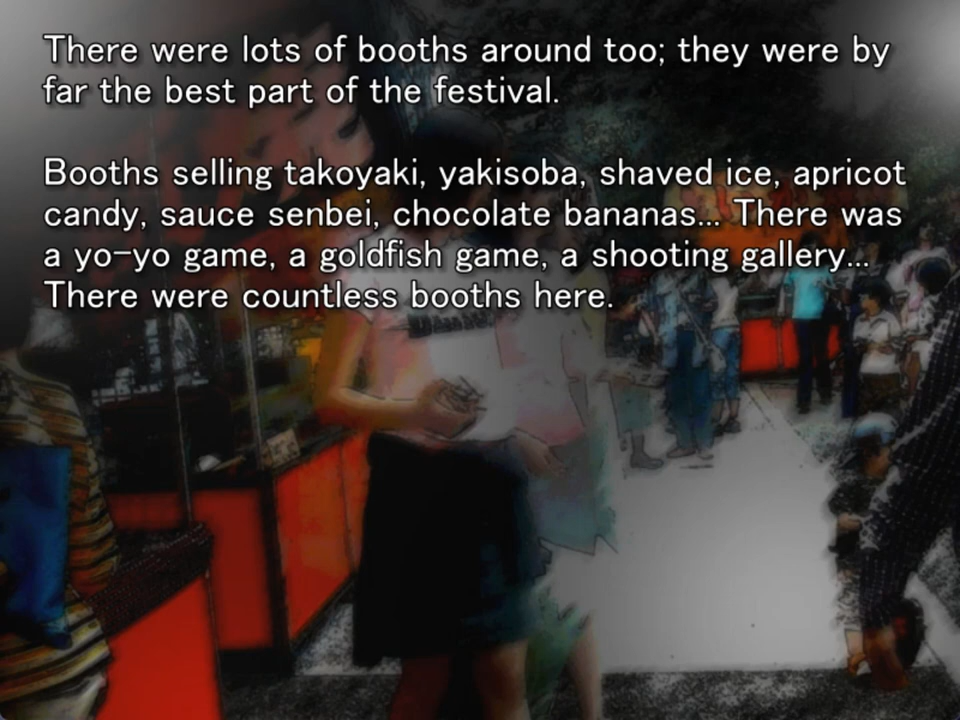 There were lots of booths around too; they were by
far the best part of the festival.
Booths selling takoyaki, yakisoba, shaved ice, apricot
candy, sauce senbei, chocolate bananas... There was
a yo-yo game, a goldfish game, a shooting gallery...
There were countless booths here.